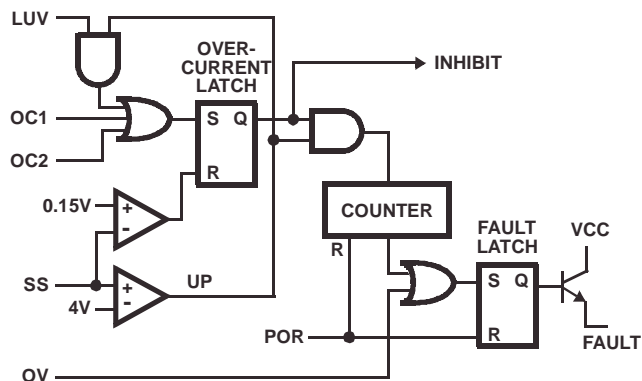 LUV
OVER-
CURRENT
LATCH
INHIBIT
OC1
S Q
OC2
R
0.15V
+
-
COUNTER
FAULT
LATCH
VCC
R
SS
+
-
UP
4V
S Q
POR
R
FAULT
OV